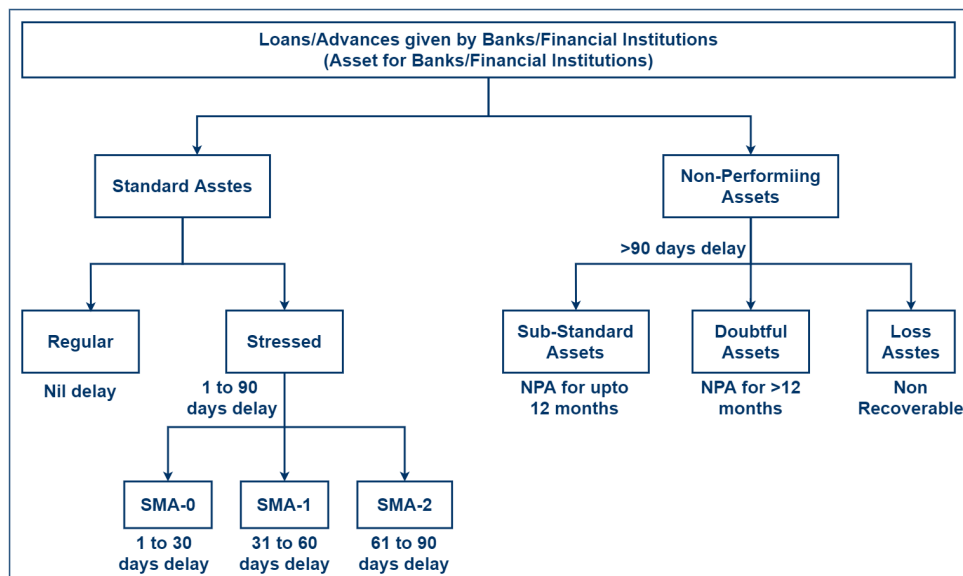 Loans/Advances given by Banks/Financial Institutions
(Asset for Banks/Financial Institutions)
Standard Asstes
Non-Performiing
Assets
>90 days delay
Regular
Stressed
Sub-Standard
Assets
Doubtful
Assets
Loss
Asstes
Nil delay
1 to 90
days delay
NPA for upto
12 months
NPA for >12
months
Non
Recoverable
SMA-0
SMA-1
SMA-2
1 to 30
days delay
31 to 60
days delay
61 to 90
days delay